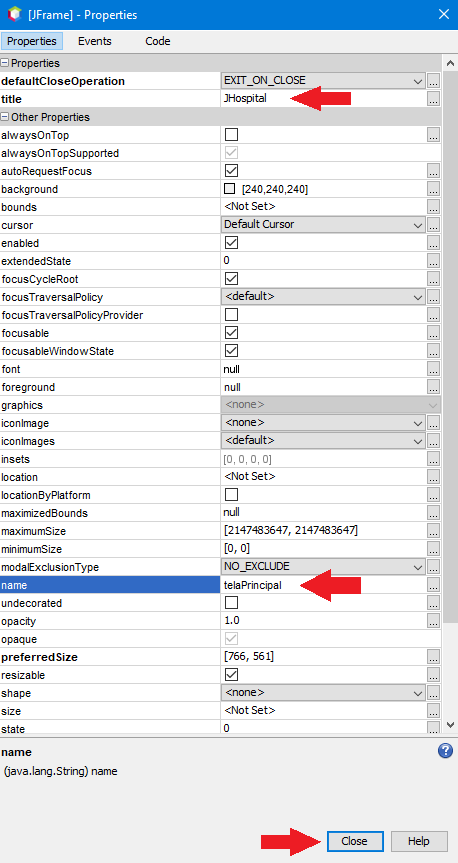 [JFrame] - Properties
Properties Events Code
Properties
defaultCloseOperation EXIT_ON_CLOSE ...
title JHospital ...
Other Properties
alwaysOnTop ...
alwaysOnTopSupported
autoRequestFocus ...
background [240,240,240] ...
bounds <Not Set> ...
cursor Default Cursor ...
enabled ...
extendedState 0 ...
focusCycleRoot ...
focusTraversalPolicy <default> ...
focusTraversalPolicyProvider ...
focusable ...
focusableWindowState ...
font null ...
foreground null ...
graphics <none> ...
iconImage <none> ...
iconImages <default> ...
insets [0, 0, 0, 0] ...
location <Not Set> ...
locationByPlatform ...
maximizedBounds null ...
maximumSize [2147483647, 2147483647] ...
minimumSize [0, 0] ...
modalExclusionType NO_EXCLUDE ...
name telaPrincipal ...
undecorated ...
opacity 1.0 ...
opaque
preferredSize [766, 561] ...
resizable ...
shape <none> ...
size <Not Set> ...
state 0 ...
name ?
(java.lang.String) name
Close Help